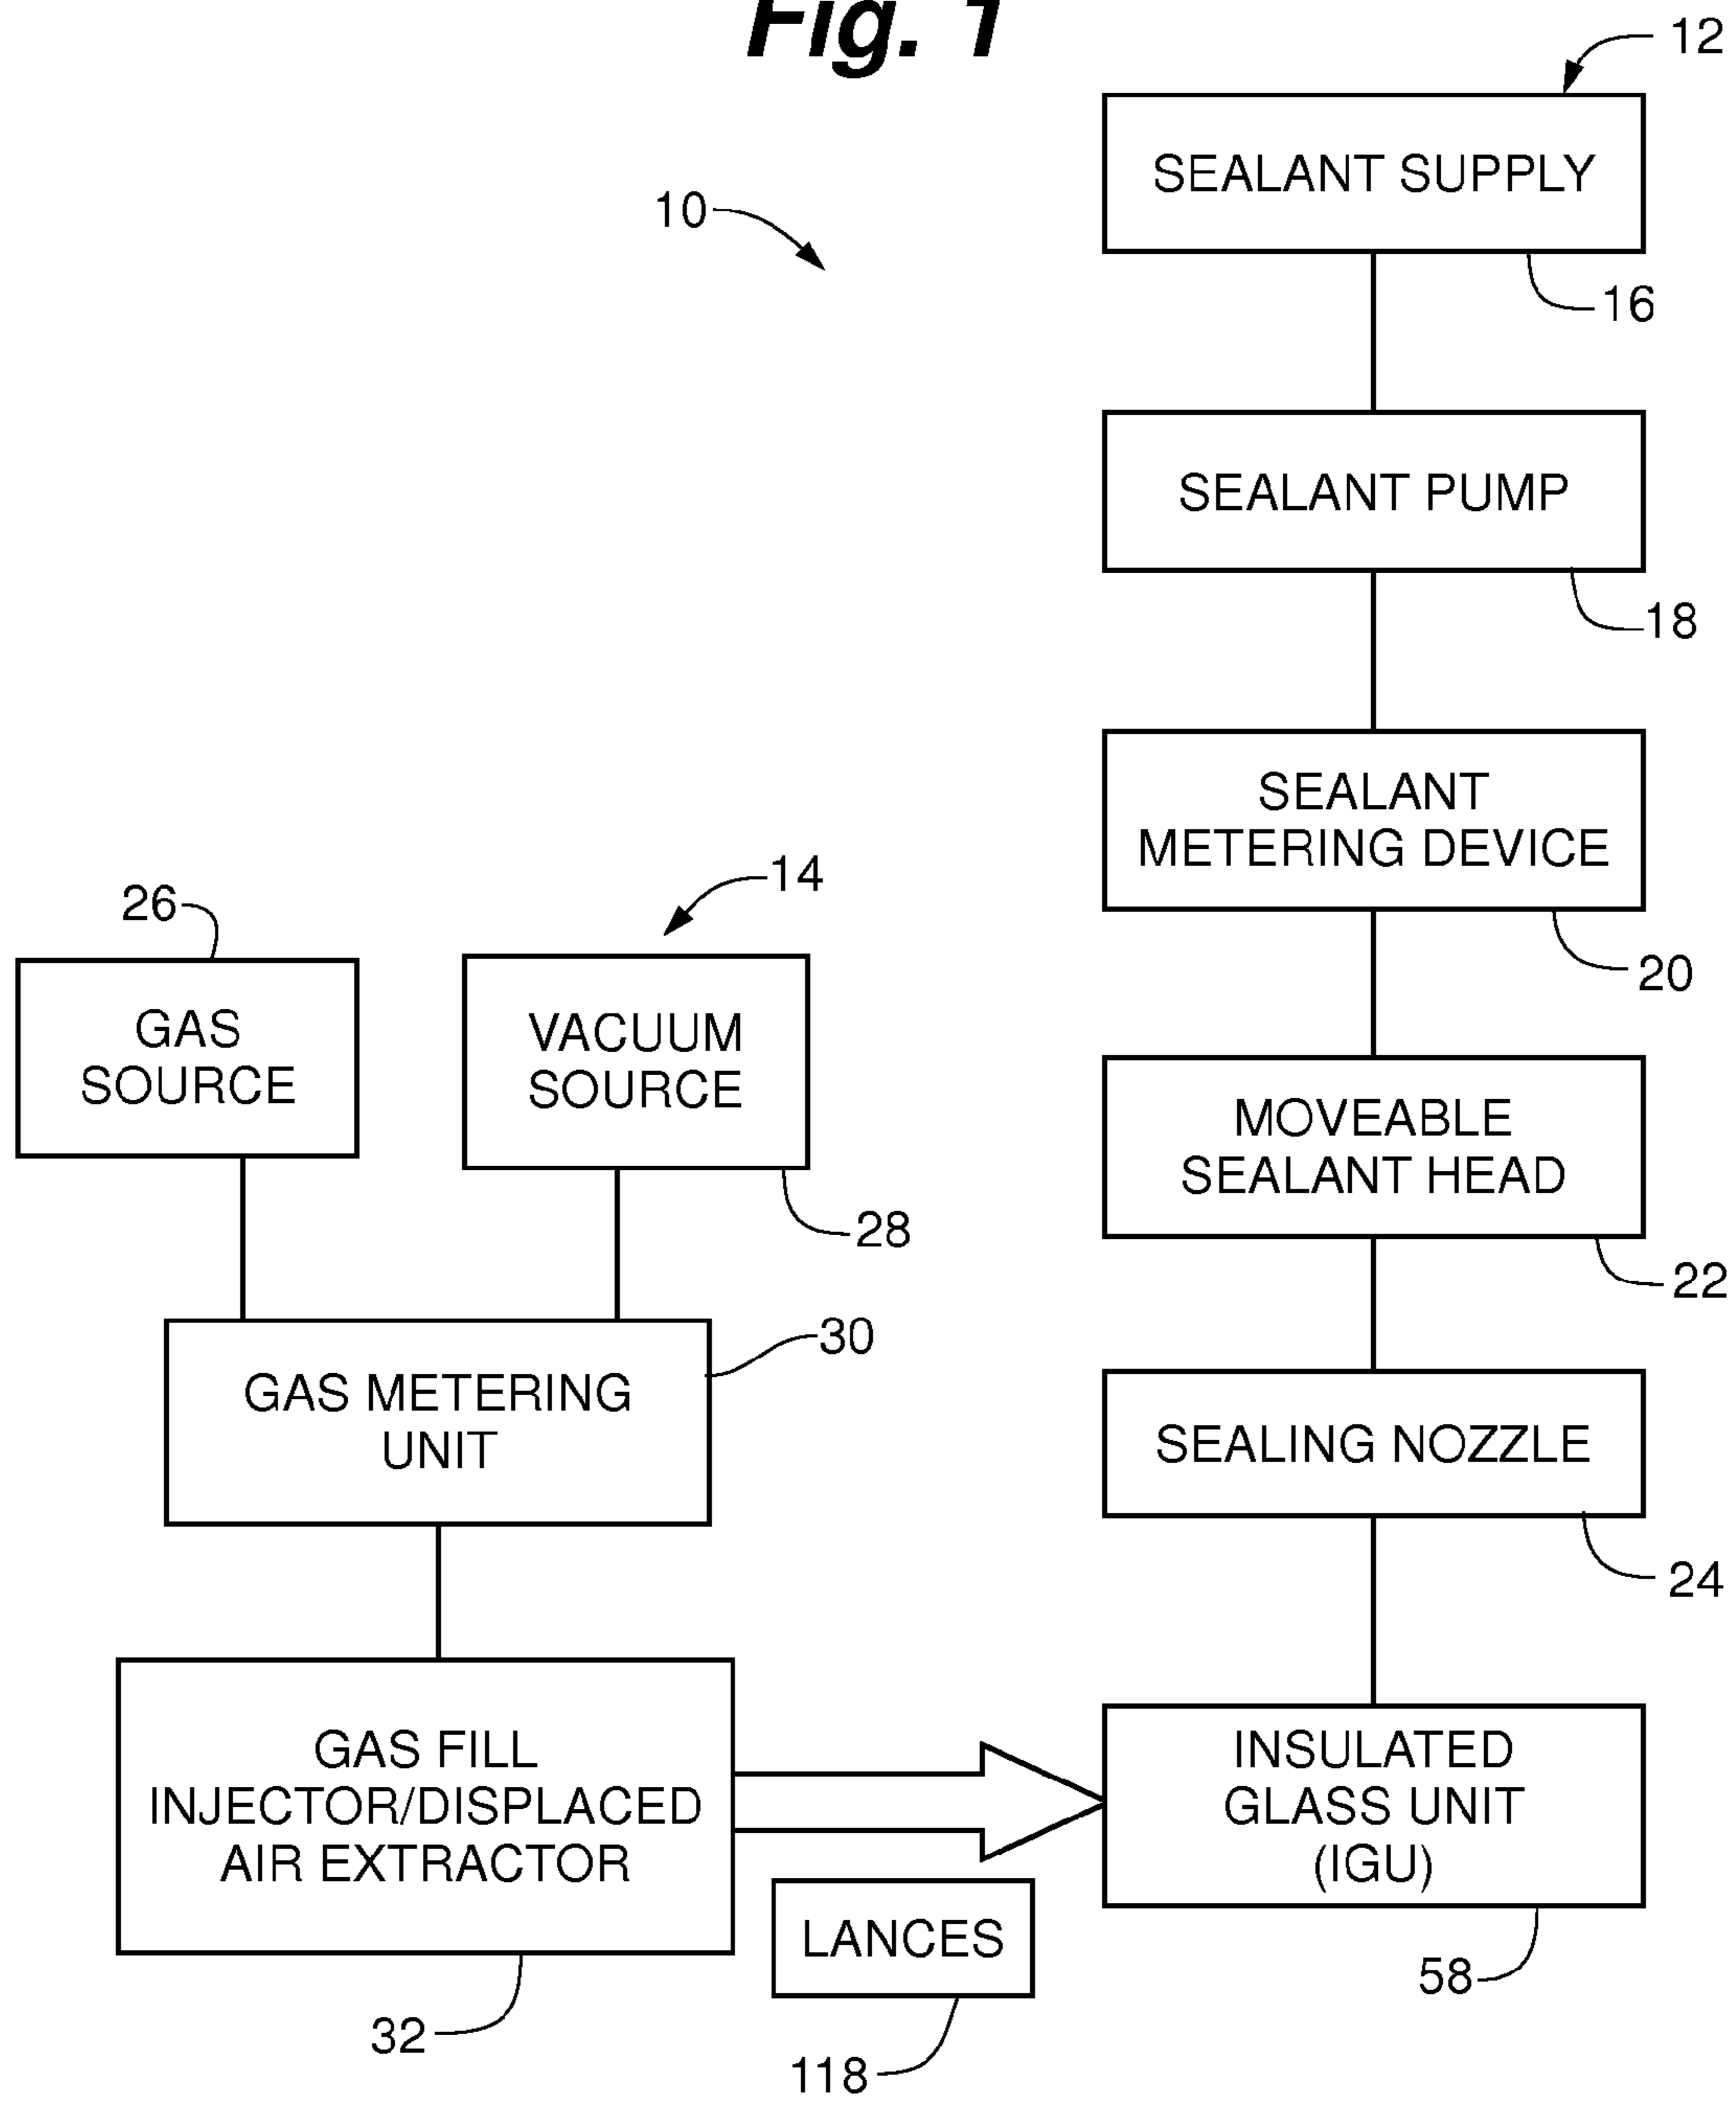 Fig. 1
12
SEALANT SUPPLY
10
16
SEALANT PUMP
18
SEALANT
METERING DEVICE
14
26
20
GAS
SOURCE
VACUUM
SOURCE
MOVEABLE
SEALANT HEAD
28
22
30
GAS METERING
UNIT
SEALING NOZZLE
24
GAS FILL
INJECTOR/DISPLACED
AIR EXTRACTOR
INSULATED
GLASS UNIT
(IGU)
LANCES
58
32
118